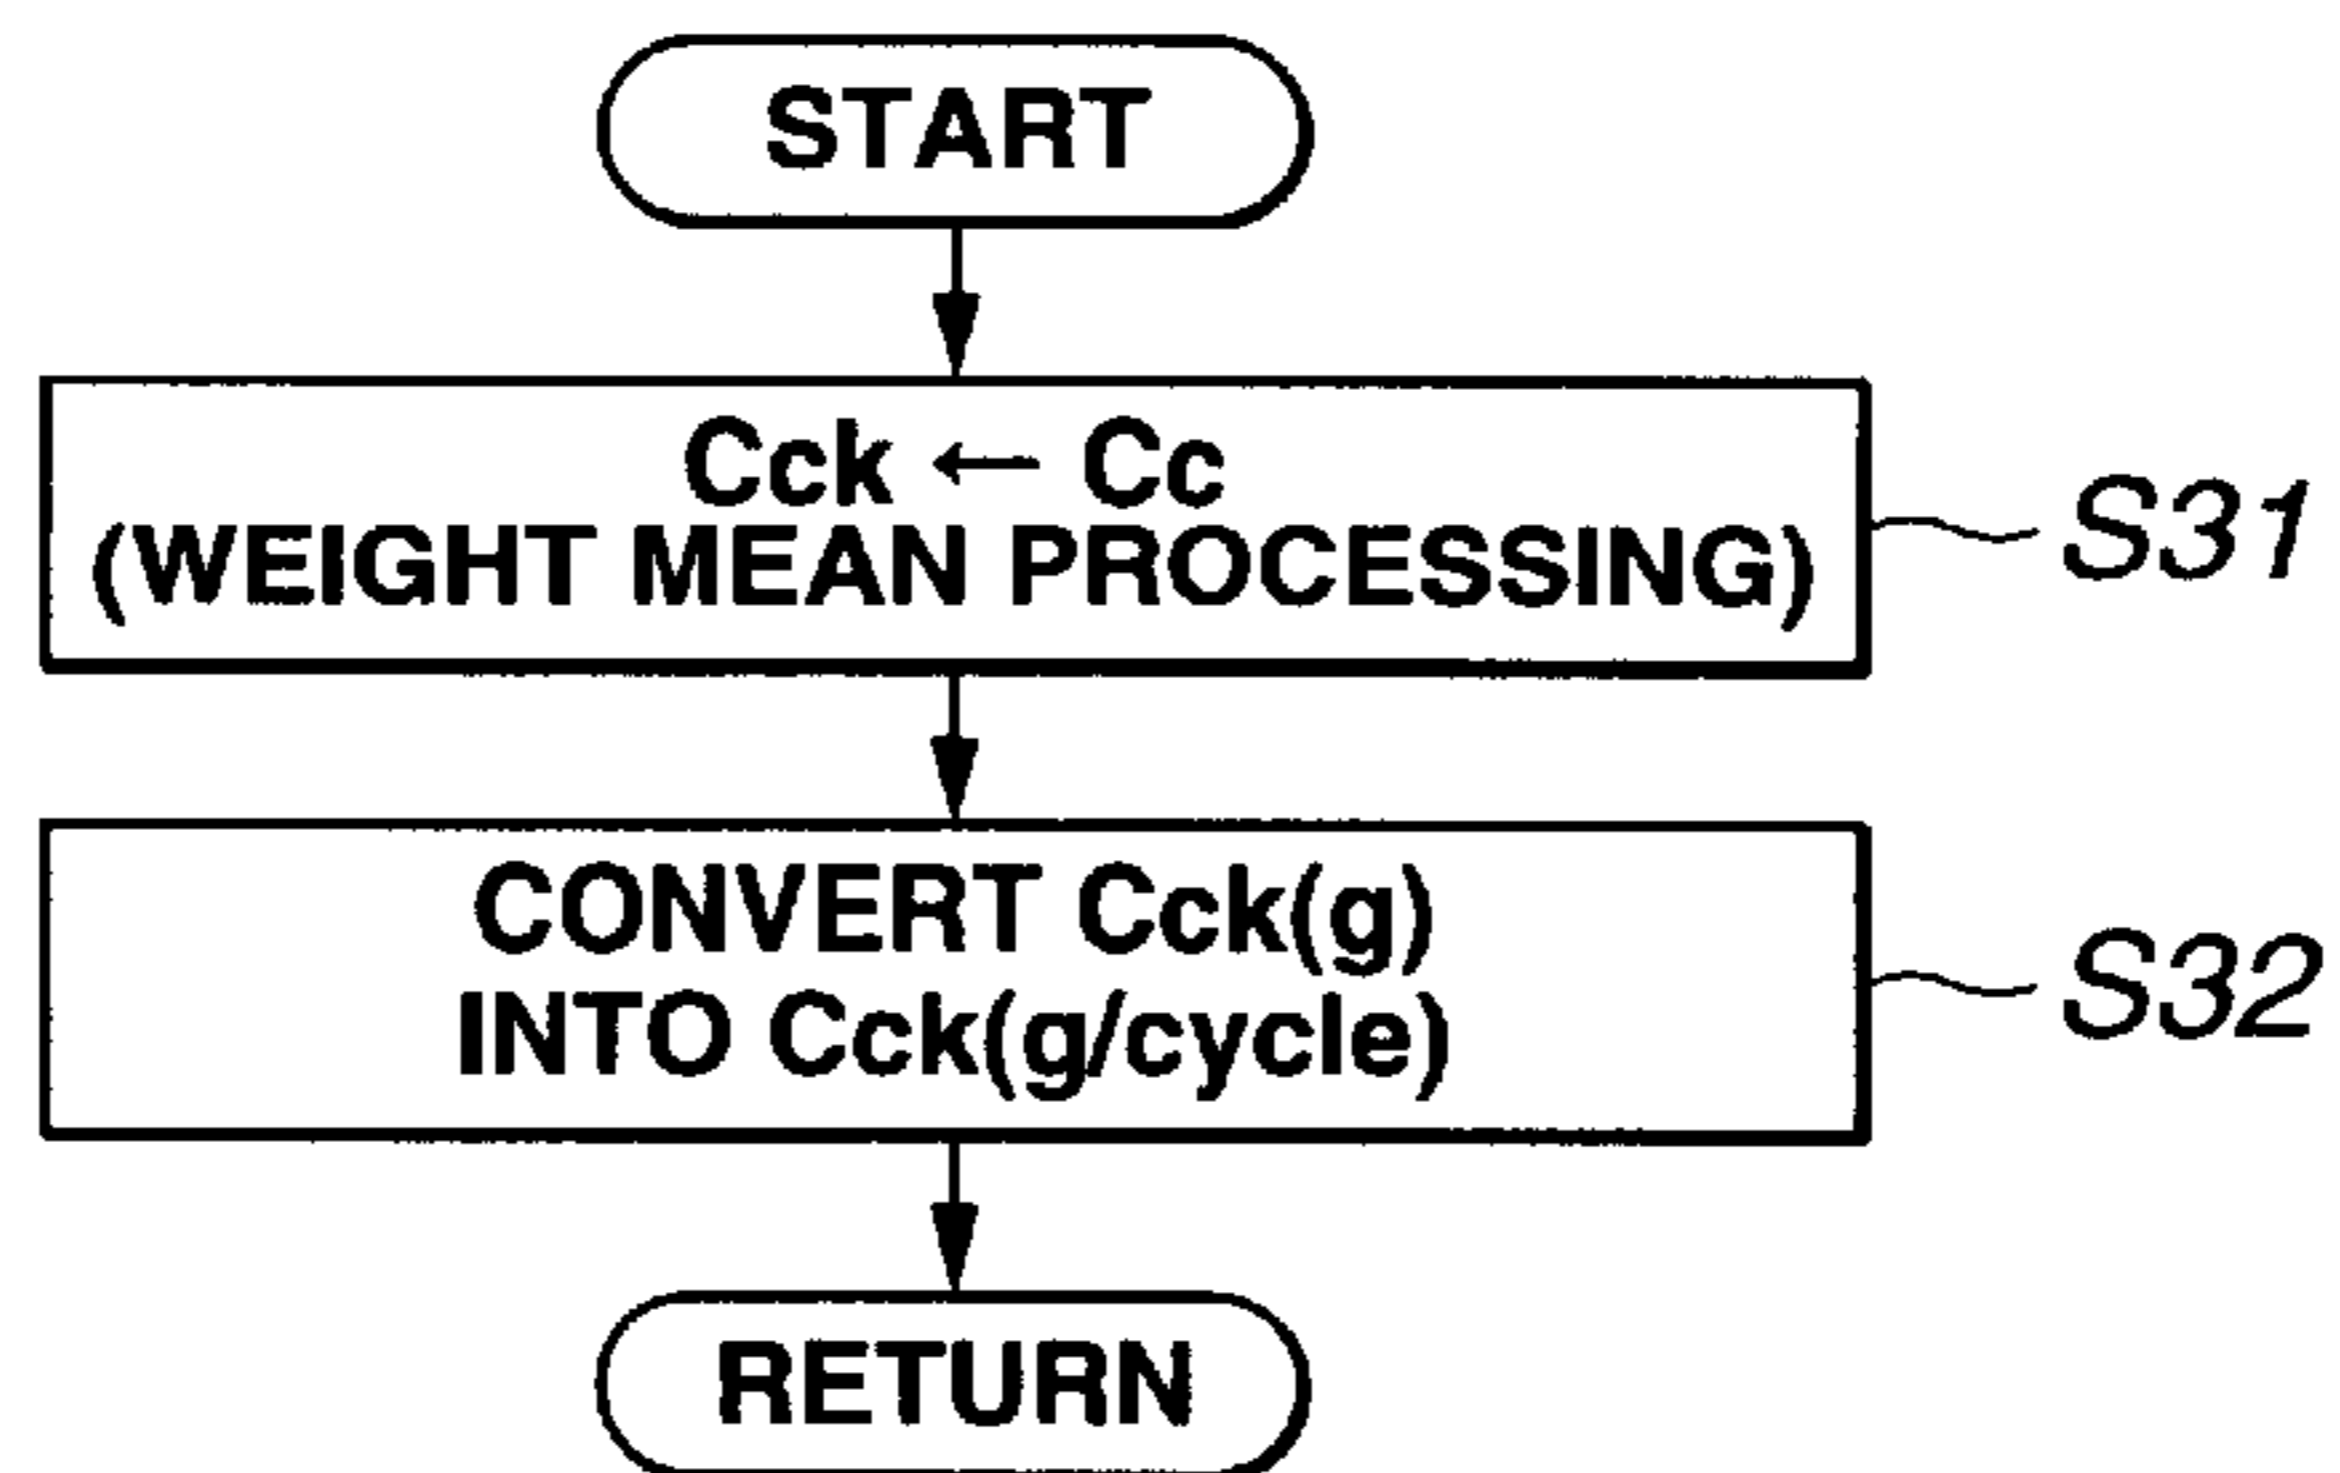 START
Cck ← Cc
(WEIGHT MEAN PROCESSING)
S31
CONVERT Cck(g)
INTO Cck(g/cycle)
S32
RETURN